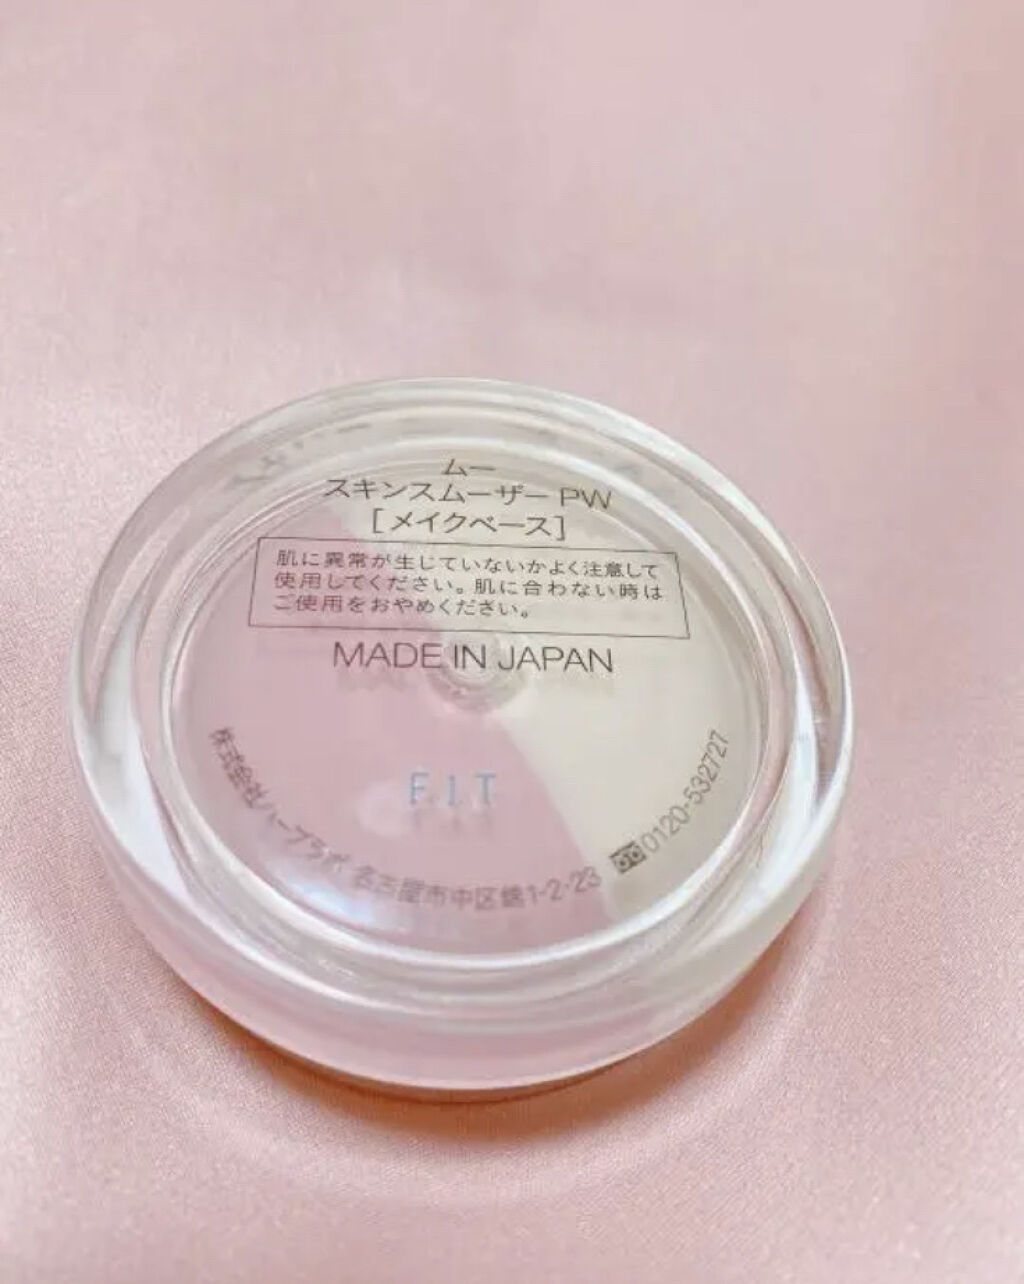 ムー
スキンスムーザー PW
[メイクベース]
肌に異常が生じていないかよく注意して
使用してください。肌に合わない時は
ご使用をおやめください。
MADE IN JAPAN
FIT
株式会社ハーブラボ 名古屋市中区錦1-2-23 0120-532727